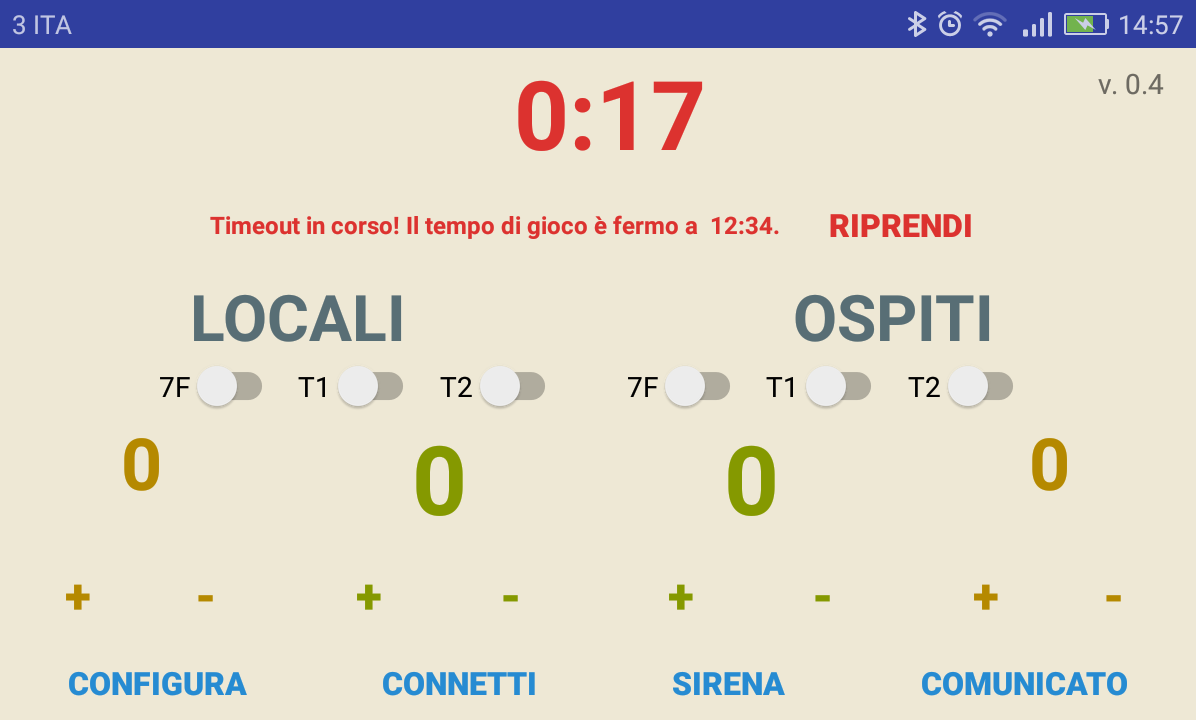 3 ITA 14:57
v. 0.4
0:17
Timeout in corso! Il tempo di gioco è fermo a 12:34. RIPRENDI
LOCALI OSPITI
7F T1 T2 7F T1 T2
0 0 0 0
+ - + - + - + -
CONFIGURA CONNETTI SIRENA COMUNICATO